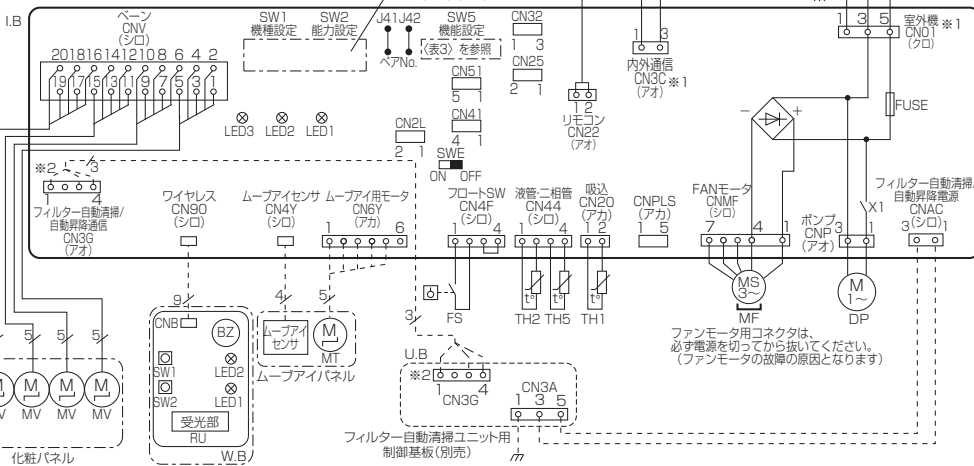 I.B
ベーン
CNV
(シロ)
20 18 16 14 12 10 8 6 4 2
19 17 15 13 11 9 7 5 3 1
SW1
機種設定
SW2
能力設定
J41 J42
ペアNo.
SW5
機能設定
〈表3〉を参照
CN32
1 3
CN25
2 1
CN51
5 1
CN41
4 1
CN2L
2 1
SWE
ON OFF
LED3 LED2 LED1
1 3
内外通信
CN3C ※1
(アオ)
1 2
リモコン
CN22
(アオ)
1 3 5
室外機 ※1
CN01
(クロ)
- +
FUSE
X1
※2 3
1 4
フィルター自動清掃/
自動昇降通信
CN3G
(アオ)
ワイヤレス
CN90
(シロ)
ムーブアイセンサ
CN4Y
(シロ)
ムーブアイ用モータ
CN6Y
(アカ)
1 6
フロートSW
CN4F
(シロ)
1 4
液管・二相管
CN44
(シロ)
1 4
吸込
CN20
(アカ)
1 2
CNPLS
(アカ)
1 5
FANモータ
CNMF
(シロ)
7 4 1
ポンプ
CNP
(アオ)
3 1
フィルター自動清掃/
自動昇降電源
CNAC
(シロ)
3 1
9
4
5
3
5 5 5
CNB
BZ
SW1
SW2
LED2
LED1
受光部
RU
W.B
ムーブアイ
センサ
M
MT
ムーブアイパネル
FS
t° t° t°
TH2 TH5 TH1
MS
3～
MF
M
1～
DP
ファンモータ用コネクタは、
必ず電源を切ってから抜いてください。
(ファンモータの故障の原因となります)
M M M M
MV MV MV
化粧パネル
U.B
※2
1 4
CN3G
CN3A
1 3 5
フィルター自動清掃ユニット用
制御基板(別売)